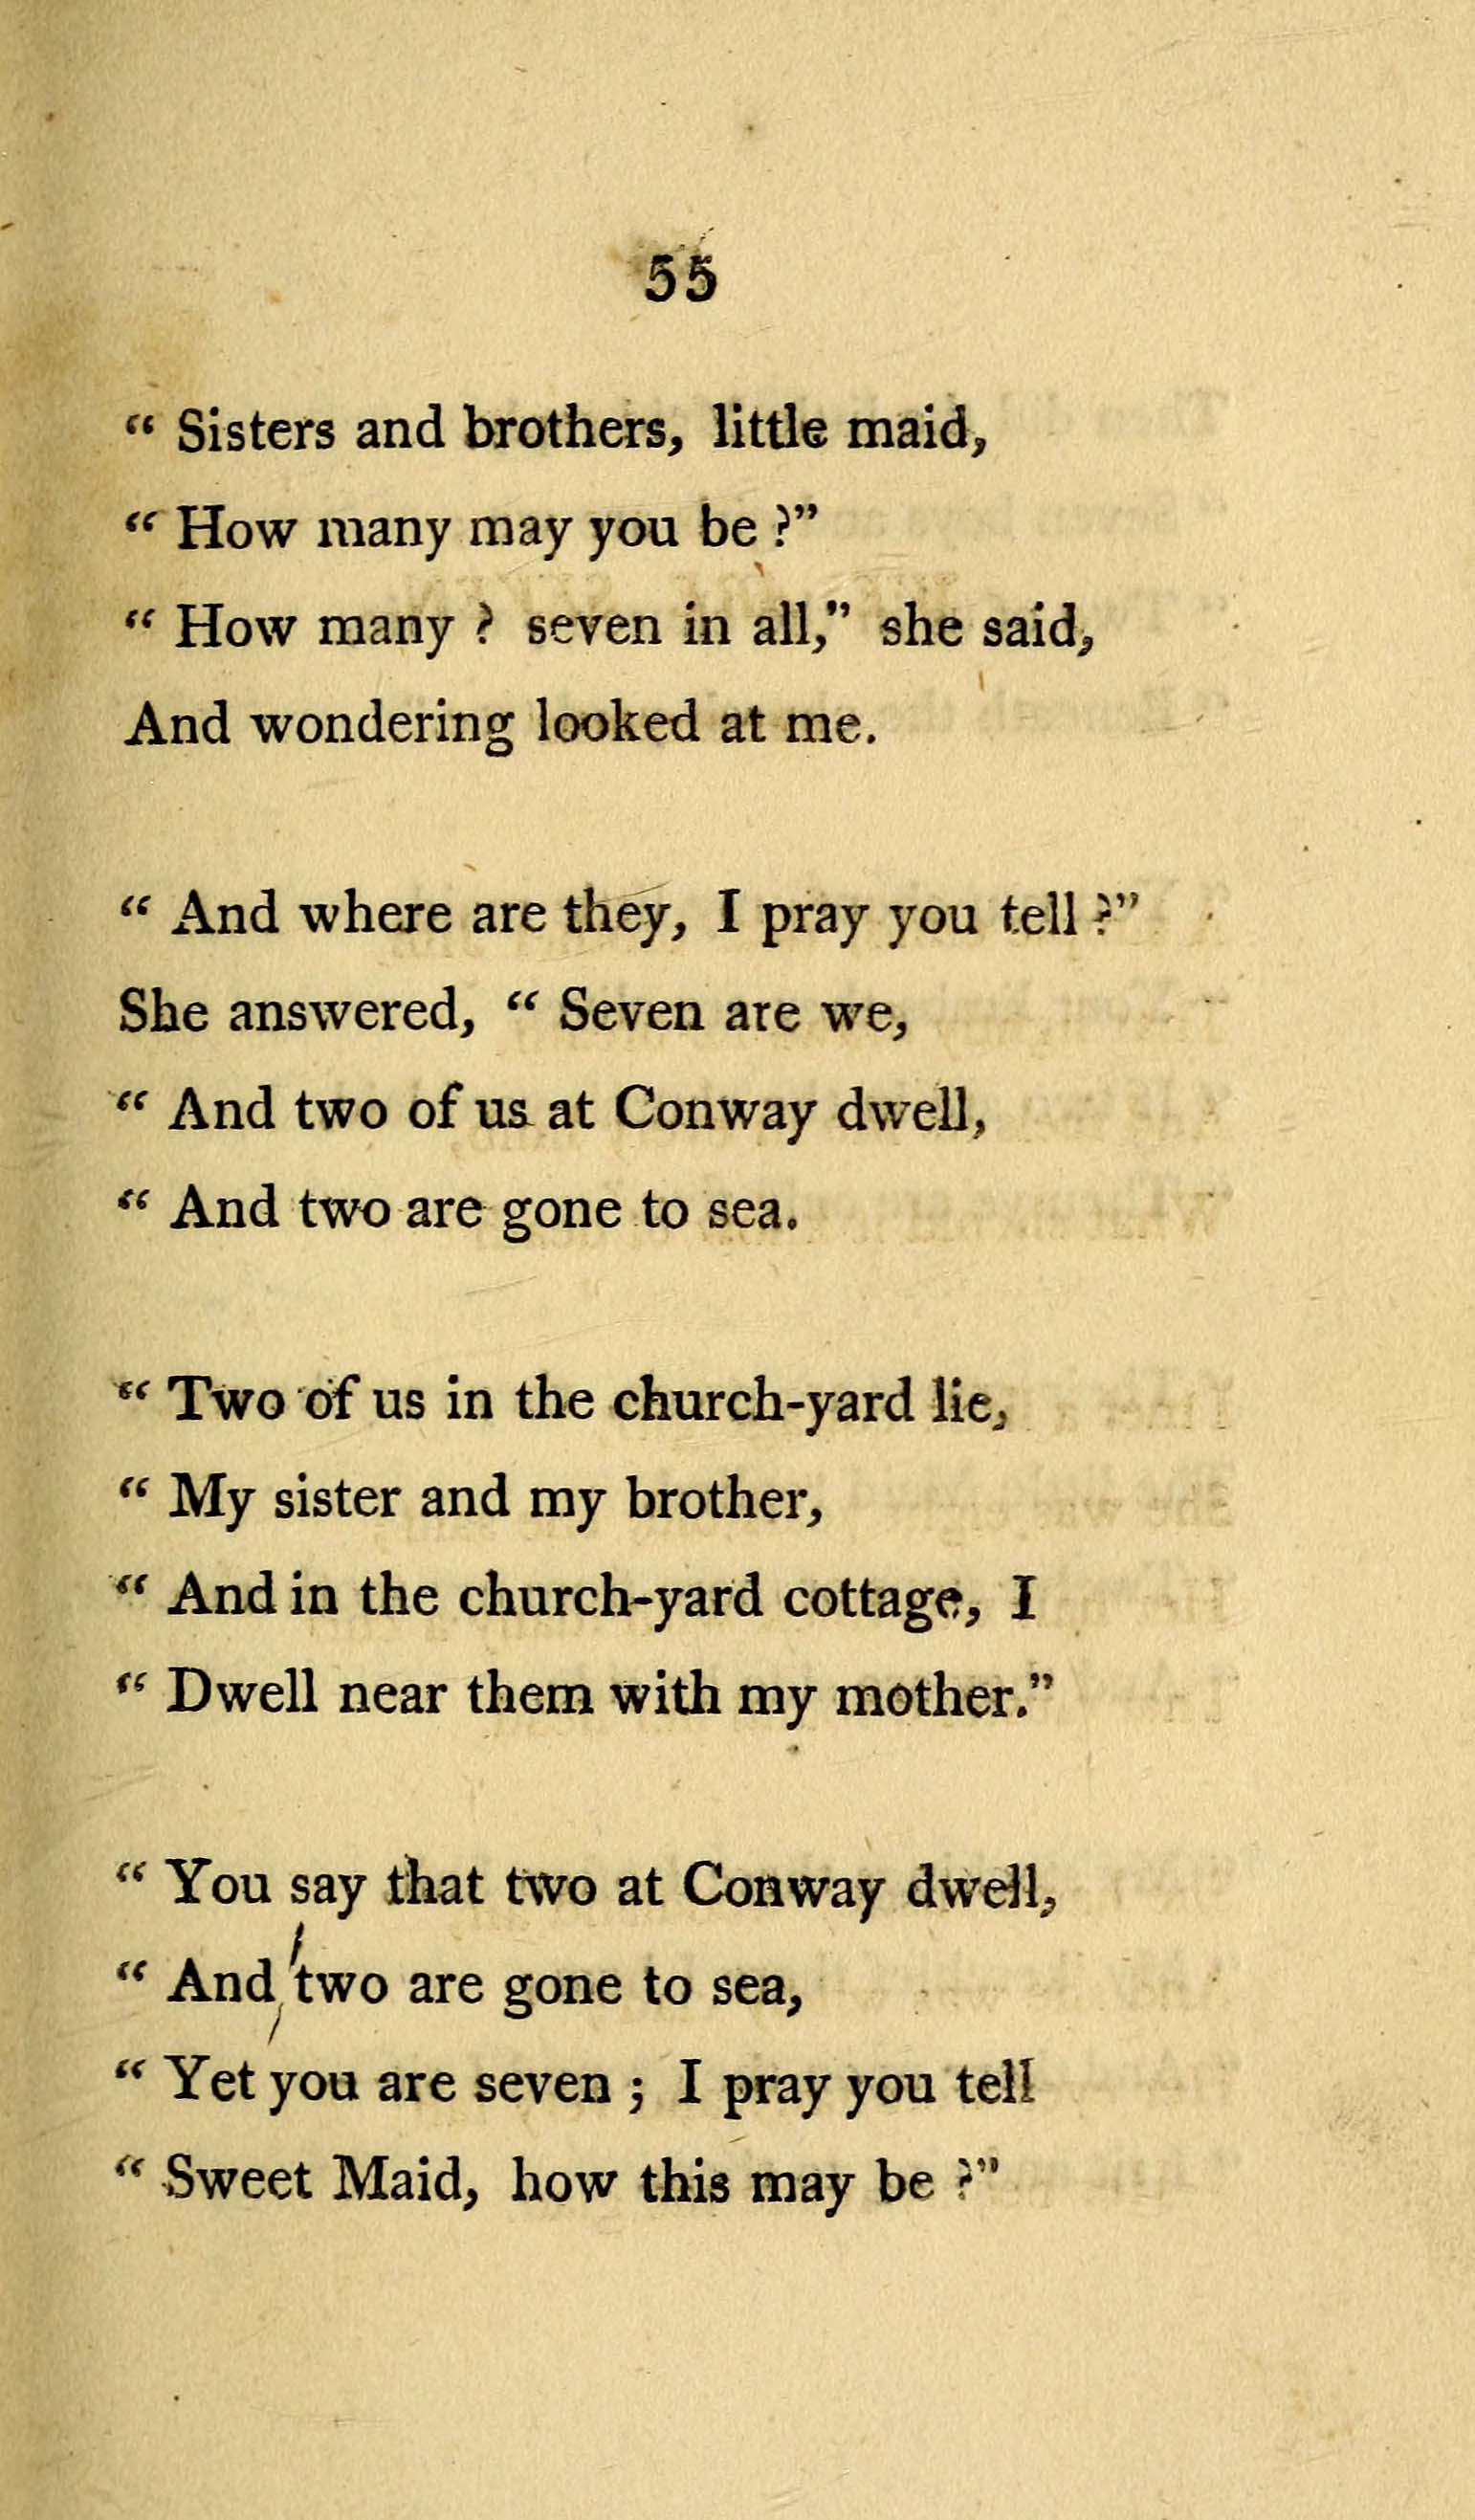 55
“ Sisters and brothers, little maid,
“ How many may you be ?”
“ How many ? seven in all,” she said,
And wondering looked at me.
“ And where are they, I pray you tell ?”
She answered, “ Seven are we,
“ And two of us at Conway dwell,
“ And two are gone to sea.
“ Two of us in the church-yard lie,
“ My sister and my brother,
“ And in the church-yard cottage, I
“ Dwell near them with my mother.”
“ You say that two at Conway dwell,
“ And two are gone to sea,
“ Yet you are seven ; I pray you tell
“ Sweet Maid, how this may be ?”